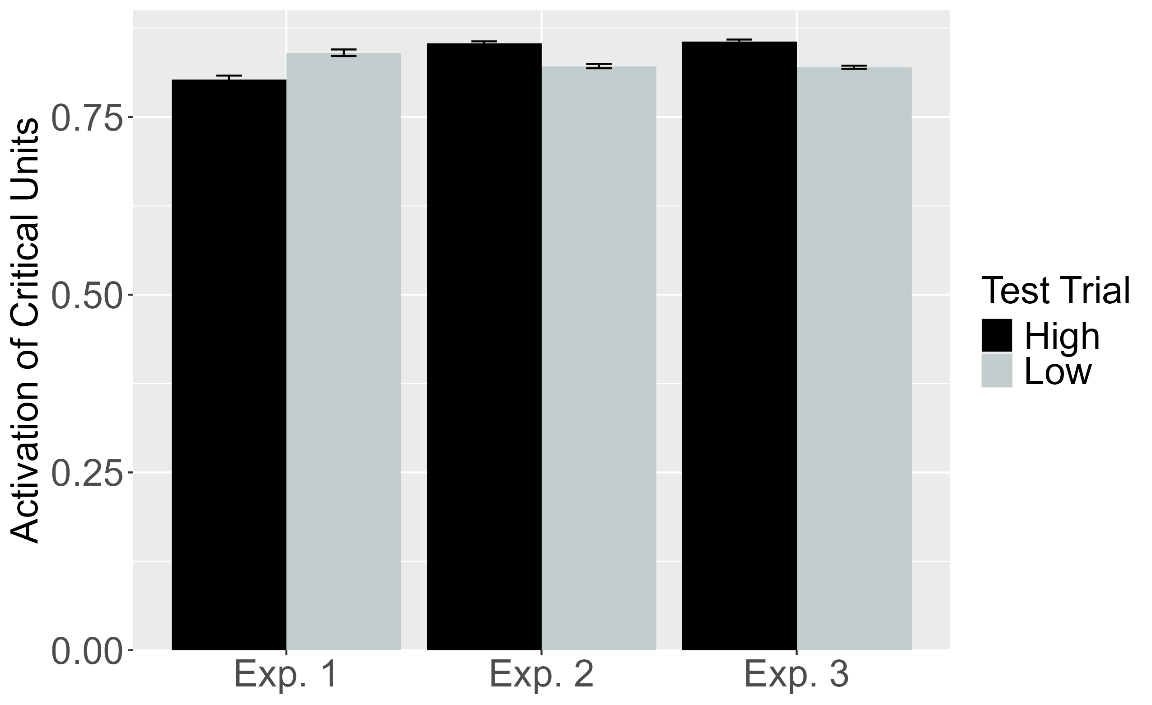 Activation of Critical Units
0.75
0.50
0.25
0.00
Exp. 1
Exp. 2
Exp. 3
Test Trial
High
Low